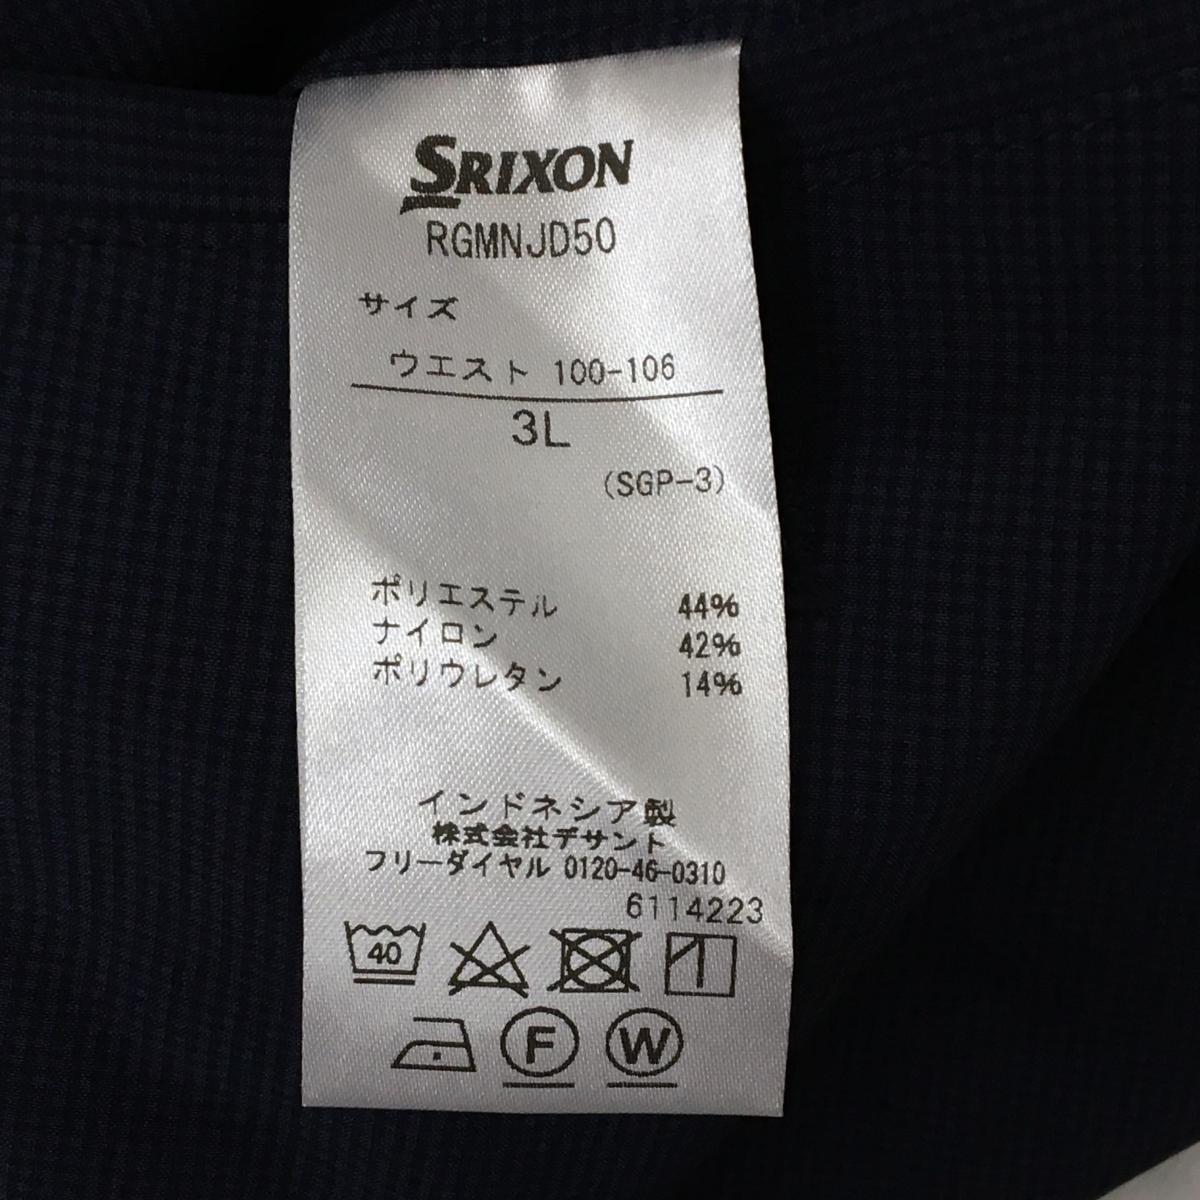 SRIXON
RGMNJD50
サイズ
ウエスト 100-106
3L
(SGP-3)
ポリエステル 44%
ナイロン 42%
ポリウレタン 14%
インドネシア製
株式会社デサント
フリーダイヤル 0120-46-0310
6114223
40
F W